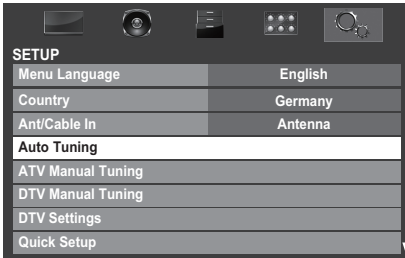 SETUP
Menu Language English
Country Germany
Ant/Cable In Antenna
Auto Tuning
ATV Manual Tuning
DTV Manual Tuning
DTV Settings
Quick Setup